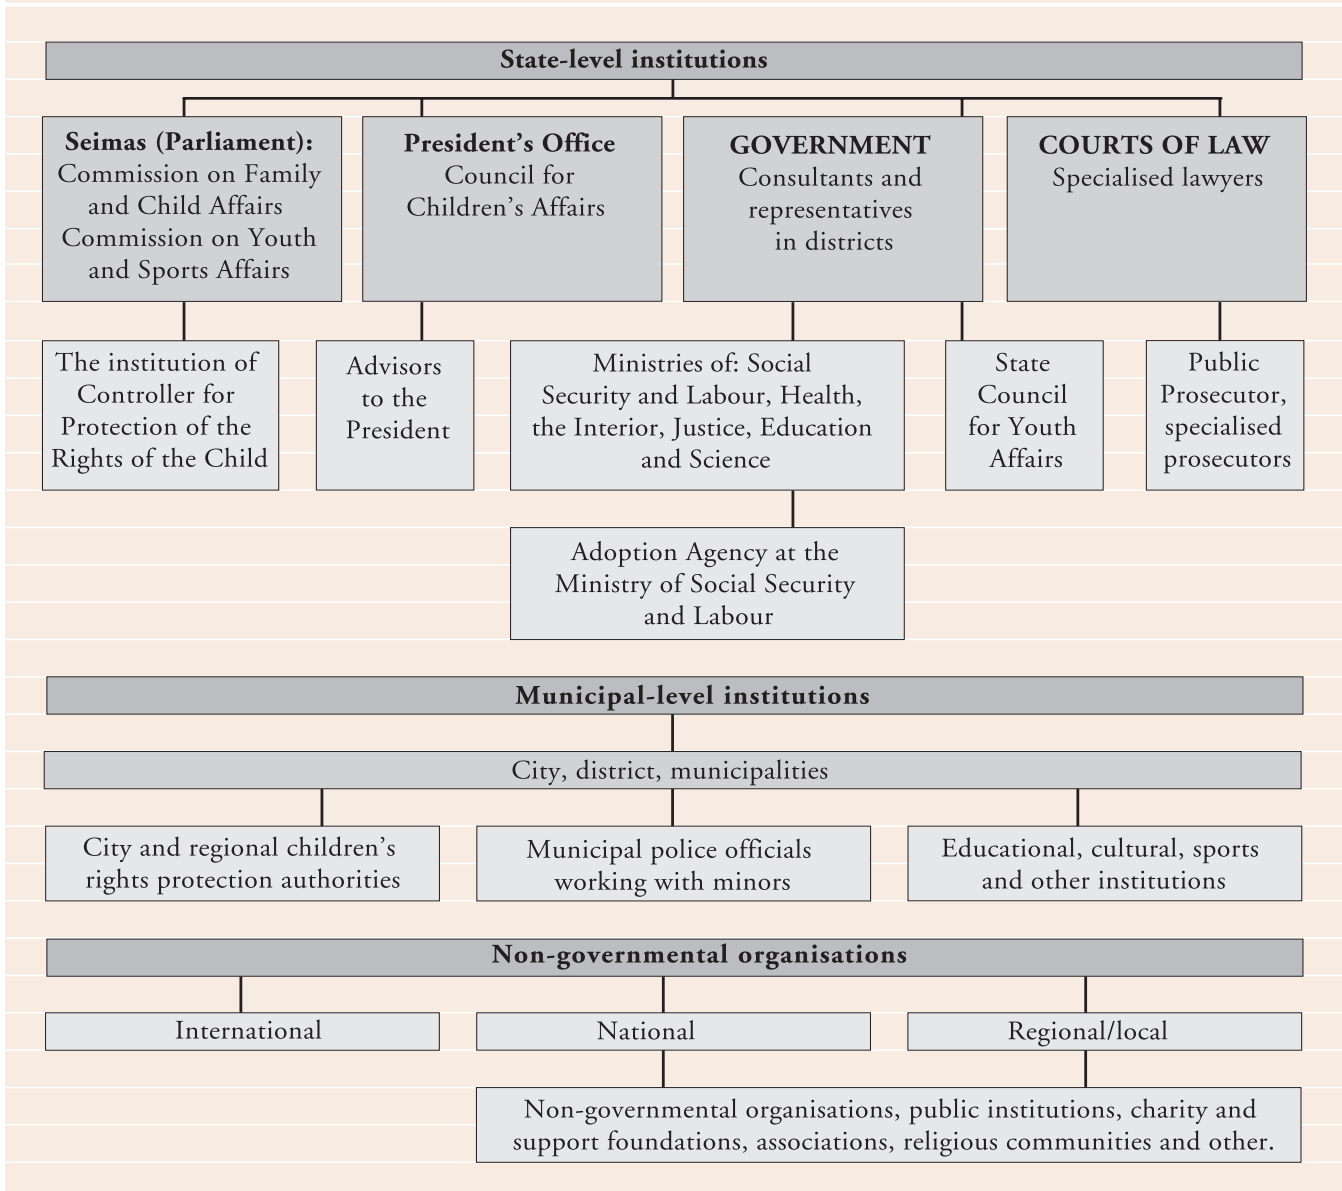 State-level institutions
Seimas (Parliament):
Commission on Family
and Child Affairs
Commission on Youth
and Sports Affairs
President’s Office
Council for
Children’s Affairs
GOVERNMENT
Consultants and
representatives
in districts
COURTS OF LAW
Specialised lawyers
The institution of
Controller for
Protection of the
Rights of the Child
Advisors
to the
President
Ministries of: Social
Security and Labour, Health,
the Interior, Justice, Education
and Science
State
Council
for Youth
Affairs
Public
Prosecutor,
specialised
prosecutors
Adoption Agency at the
Ministry of Social Security
and Labour
Municipal-level institutions
City, district, municipalities
City and regional children’s
rights protection authorities
Municipal police officials
working with minors
Educational, cultural, sports
and other institutions
Non-governmental organisations
International
National
Regional/local
Non-governmental organisations, public institutions, charity and
support foundations, associations, religious communities and other.